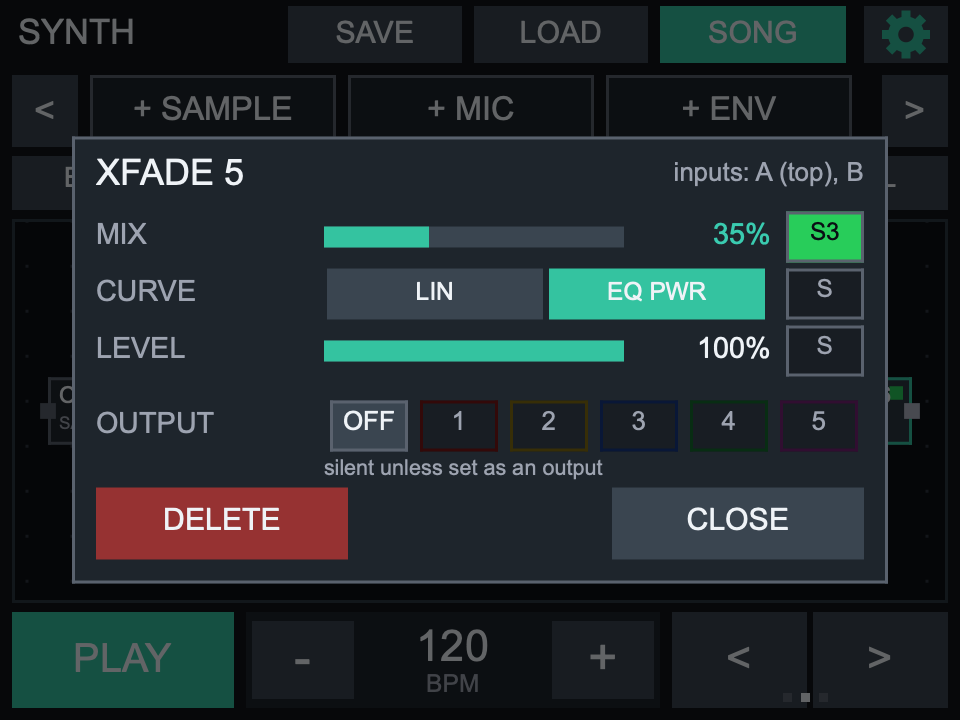 SYNTH
SAVE
LOAD
SONG
<
+ SAMPLE
+ MIC
+ ENV
>
XFADE 5
inputs: A (top), B
MIX
35%
S3
CURVE
LIN
EQ PWR
S
LEVEL
100%
S
OUTPUT
OFF
1
2
3
4
5
silent unless set as an output
DELETE
CLOSE
PLAY
-
120
BPM
+
<
>